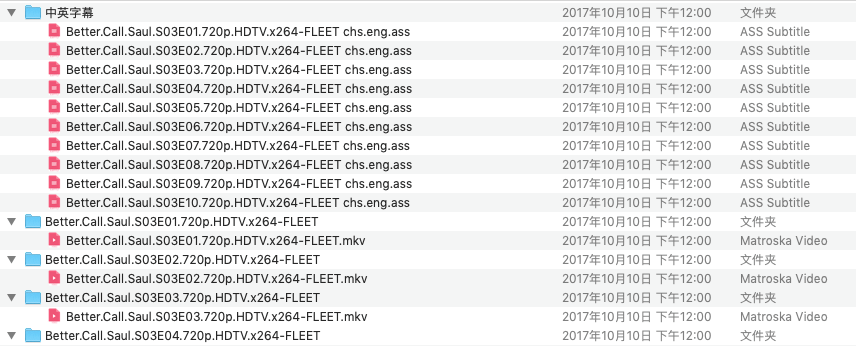 中英字幕 2017年10月10日 下午12:00 文件夹
Better.Call.Saul.S03E01.720p.HDTV.x264-FLEET chs.eng.ass 2017年10月10日 下午12:00 ASS Subtitle
Better.Call.Saul.S03E02.720p.HDTV.x264-FLEET chs.eng.ass 2017年10月10日 下午12:00 ASS Subtitle
Better.Call.Saul.S03E03.720p.HDTV.x264-FLEET chs.eng.ass 2017年10月10日 下午12:00 ASS Subtitle
Better.Call.Saul.S03E04.720p.HDTV.x264-FLEET chs.eng.ass 2017年10月10日 下午12:00 ASS Subtitle
Better.Call.Saul.S03E05.720p.HDTV.x264-FLEET chs.eng.ass 2017年10月10日 下午12:00 ASS Subtitle
Better.Call.Saul.S03E06.720p.HDTV.x264-FLEET chs.eng.ass 2017年10月10日 下午12:00 ASS Subtitle
Better.Call.Saul.S03E07.720p.HDTV.x264-FLEET chs.eng.ass 2017年10月10日 下午12:00 ASS Subtitle
Better.Call.Saul.S03E08.720p.HDTV.x264-FLEET chs.eng.ass 2017年10月10日 下午12:00 ASS Subtitle
Better.Call.Saul.S03E09.720p.HDTV.x264-FLEET chs.eng.ass 2017年10月10日 下午12:00 ASS Subtitle
Better.Call.Saul.S03E10.720p.HDTV.x264-FLEET chs.eng.ass 2017年10月10日 下午12:00 ASS Subtitle
Better.Call.Saul.S03E01.720p.HDTV.x264-FLEET 2017年10月10日 下午12:00 文件夹
Better.Call.Saul.S03E01.720p.HDTV.x264-FLEET.mkv 2017年10月10日 下午12:00 Matroska Video
Better.Call.Saul.S03E02.720p.HDTV.x264-FLEET 2017年10月10日 下午12:00 文件夹
Better.Call.Saul.S03E02.720p.HDTV.x264-FLEET.mkv 2017年10月10日 下午12:00 Matroska Video
Better.Call.Saul.S03E03.720p.HDTV.x264-FLEET 2017年10月10日 下午12:00 文件夹
Better.Call.Saul.S03E03.720p.HDTV.x264-FLEET.mkv 2017年10月10日 下午12:00 Matroska Video
Better.Call.Saul.S03E04.720p.HDTV.x264-FLEET 2017年10月10日 下午12:00 文件夹